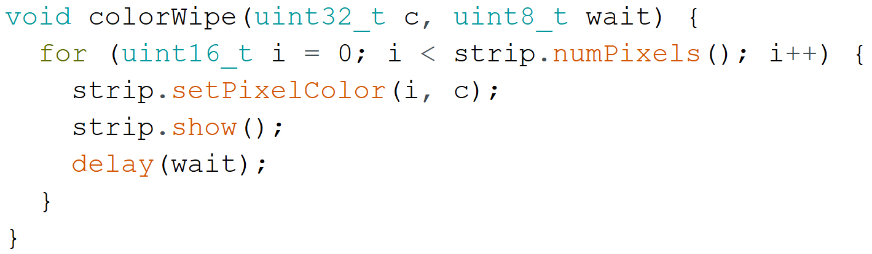 void colorWipe(uint32_t c, uint8_t wait) {
  for (uint16_t i = 0; i < strip.numPixels(); i++) {
    strip.setPixelColor(i, c);
    strip.show();
    delay(wait);
  }
}